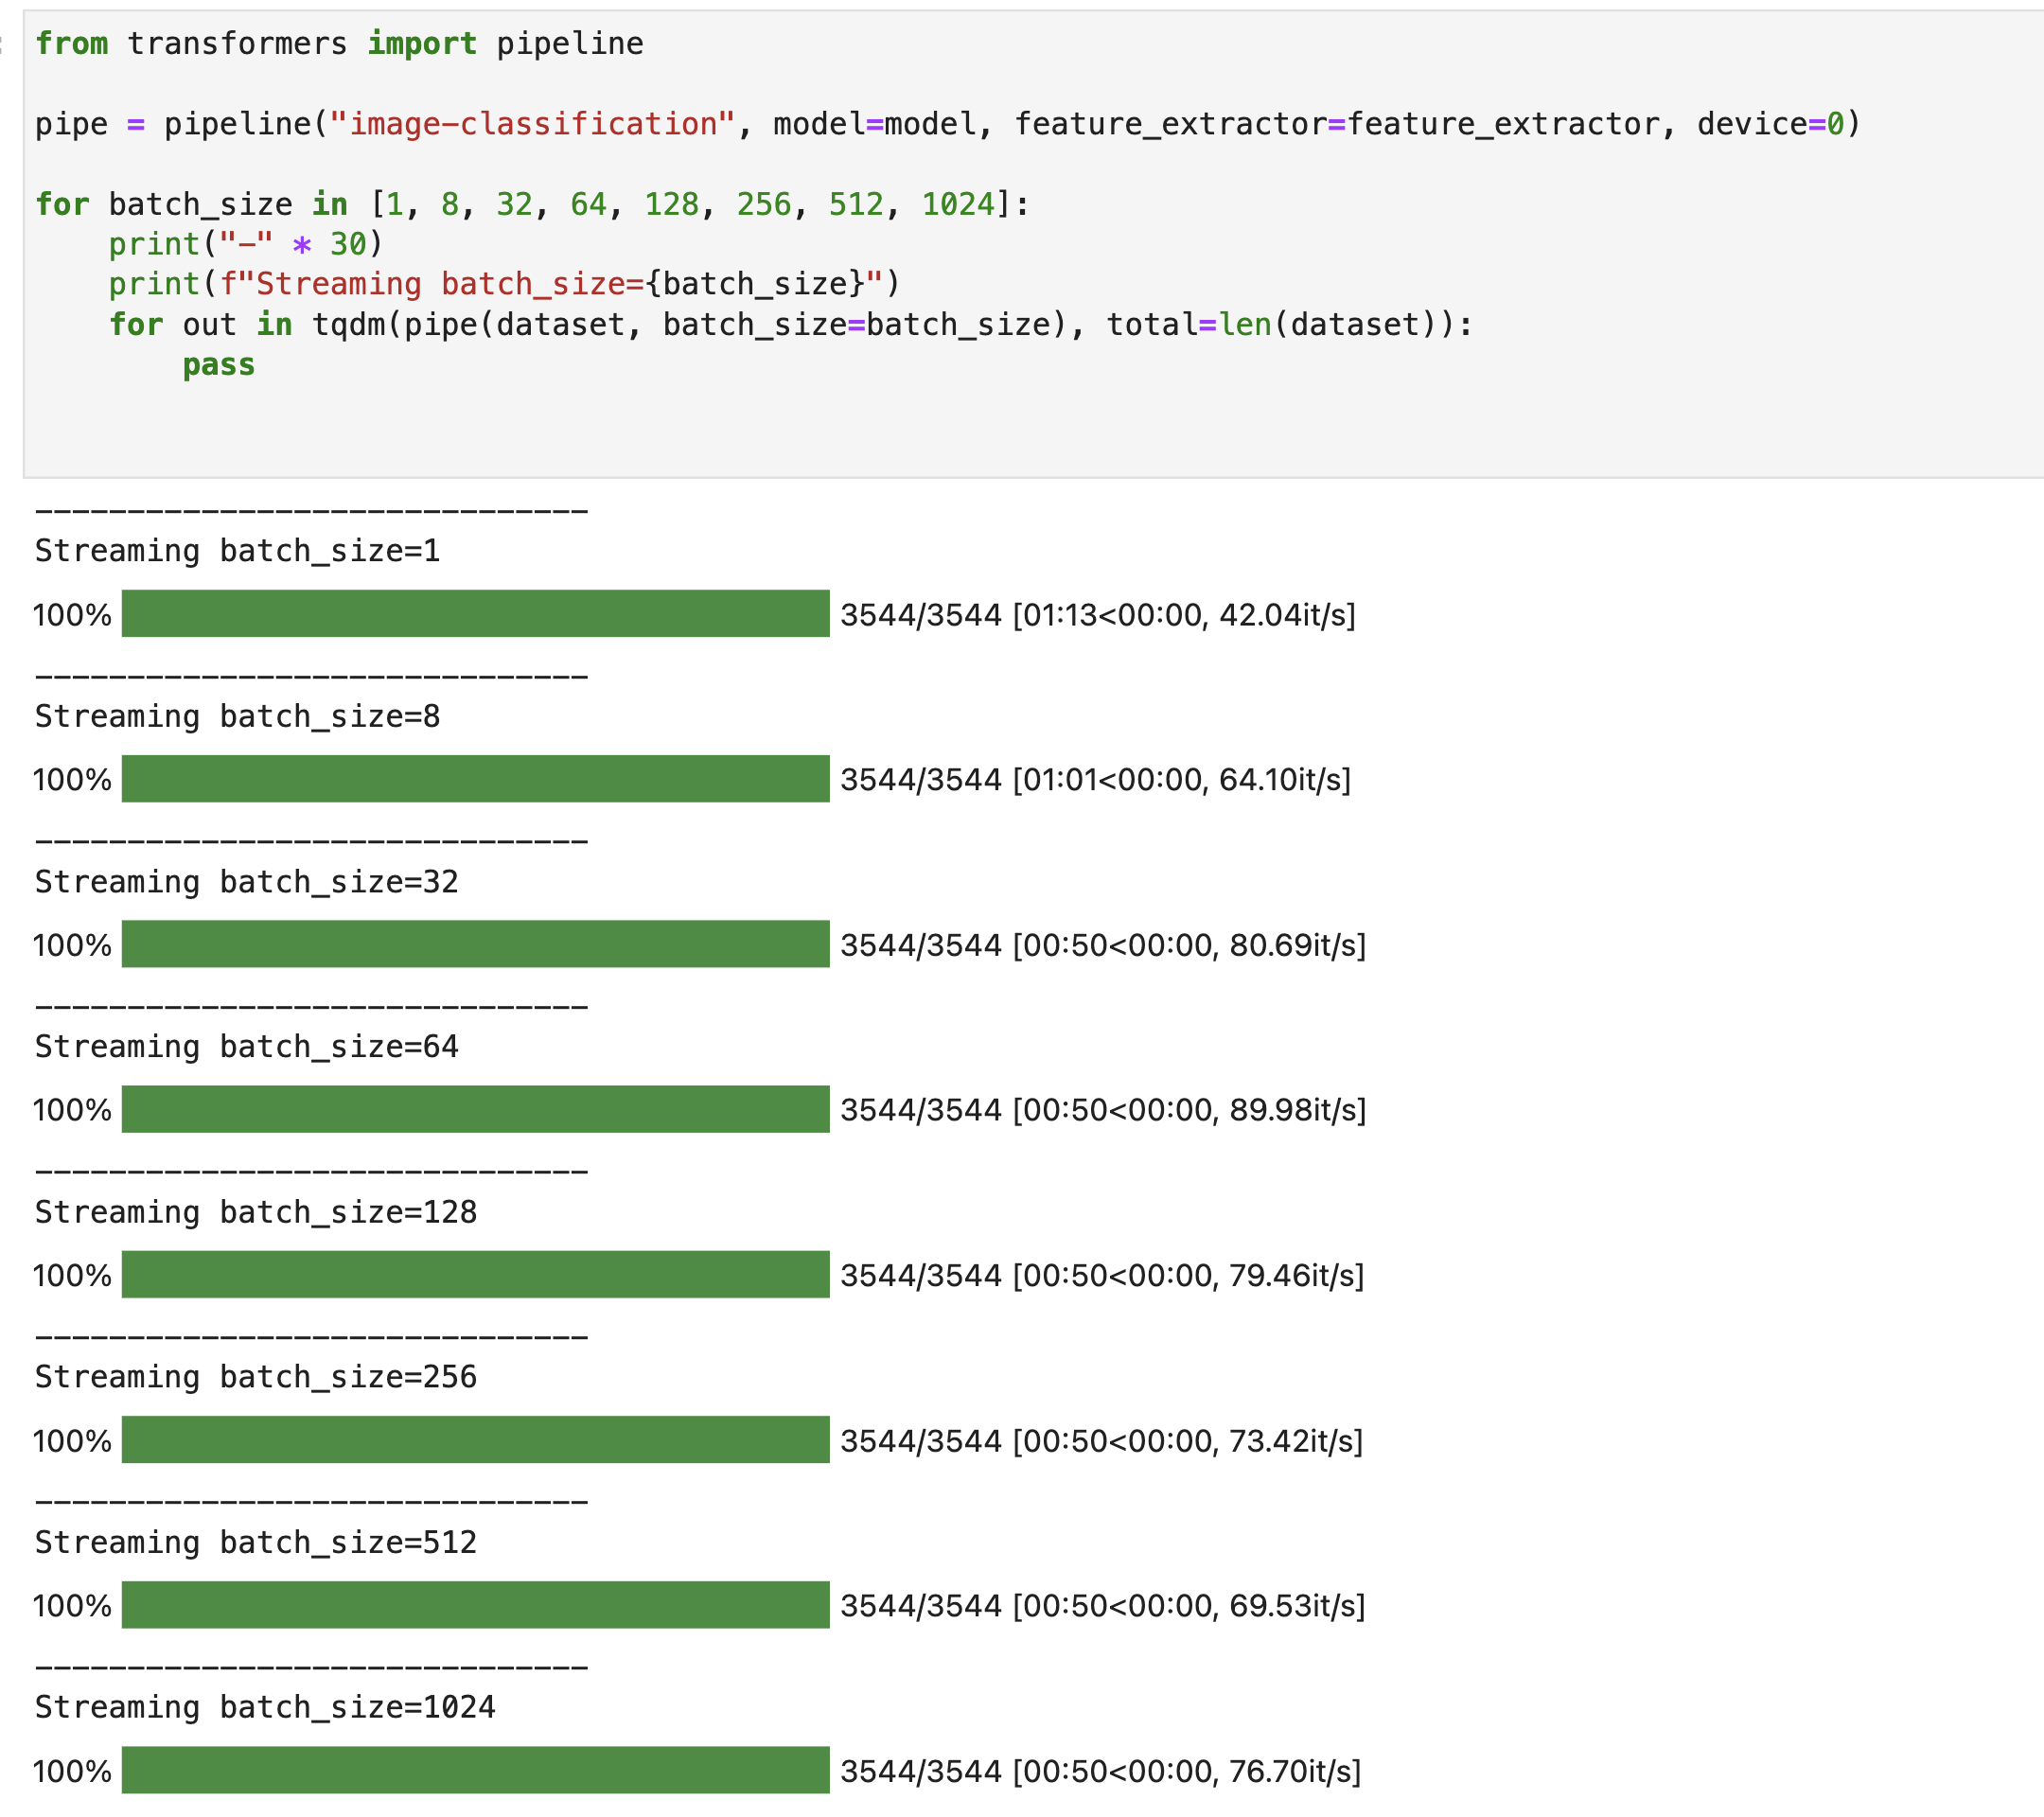 from transformers import pipeline
pipe = pipeline("image-classification", model=model, feature_extractor=feature_extractor, device=0)
for batch_size in [1, 8, 32, 64, 128, 256, 512, 1024]:
    print("-" * 30)
    print(f"Streaming batch_size={batch_size}")
    for out in tqdm(pipe(dataset, batch_size=batch_size), total=len(dataset)):
        pass
------------------------------
Streaming batch_size=1
100% 3544/3544 [01:13<00:00, 42.04it/s]
------------------------------
Streaming batch_size=8
100% 3544/3544 [01:01<00:00, 64.10it/s]
------------------------------
Streaming batch_size=32
100% 3544/3544 [00:50<00:00, 80.69it/s]
------------------------------
Streaming batch_size=64
100% 3544/3544 [00:50<00:00, 89.98it/s]
------------------------------
Streaming batch_size=128
100% 3544/3544 [00:50<00:00, 79.46it/s]
------------------------------
Streaming batch_size=256
100% 3544/3544 [00:50<00:00, 73.42it/s]
------------------------------
Streaming batch_size=512
100% 3544/3544 [00:50<00:00, 69.53it/s]
------------------------------
Streaming batch_size=1024
100% 3544/3544 [00:50<00:00, 76.70it/s]